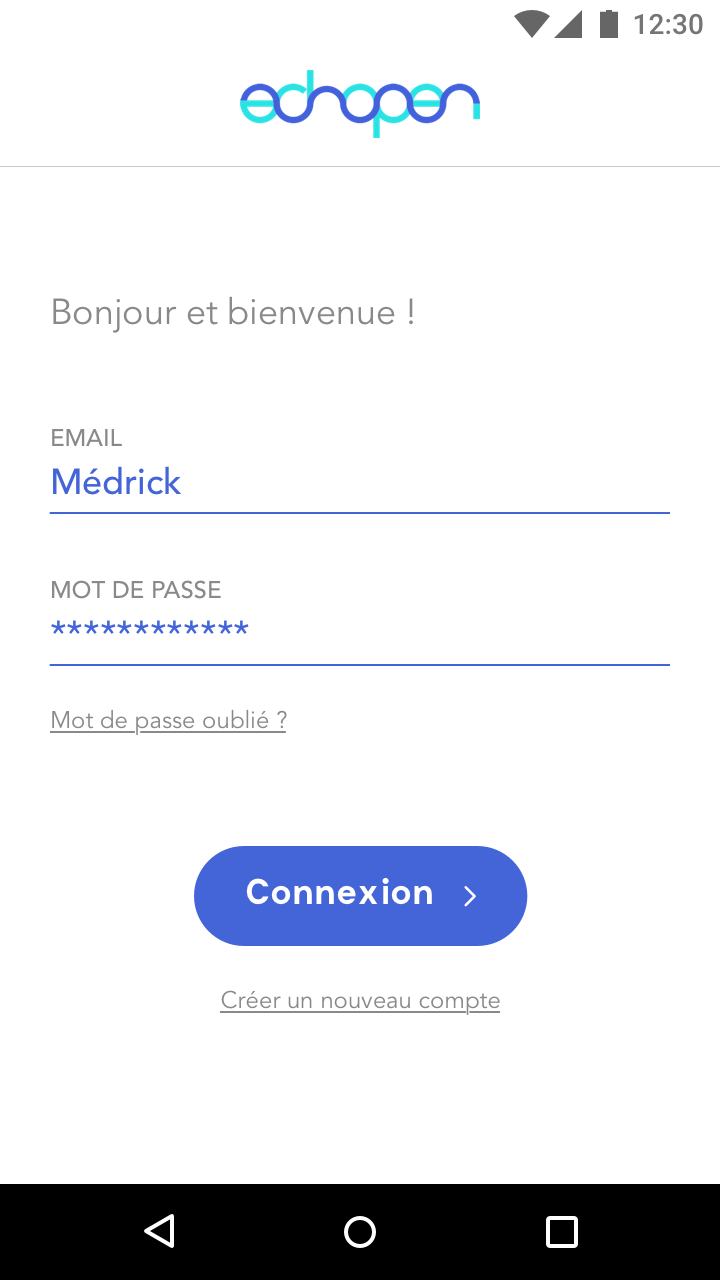 12:30
echopen
Bonjour et bienvenue !
EMAIL
Médrick
MOT DE PASSE
************
Mot de passe oublié ?
Connexion
Créer un nouveau compte